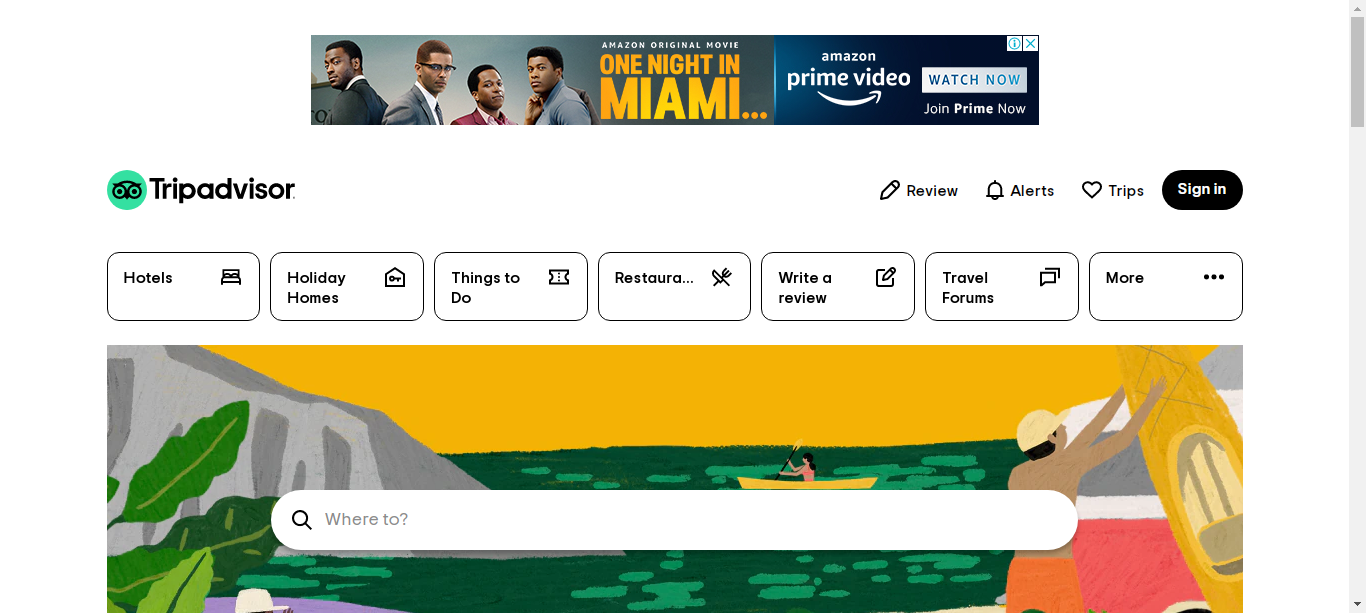 AMAZON ORIGINAL MOVIE
ONE NIGHT IN
MIAMI...
amazon
prime video
WATCH NOW
Join Prime Now
Tripadvisor
Review
Alerts
Trips
Sign in
Hotels
Holiday
Homes
Things to
Do
Restaura...
Write a
review
Travel
Forums
More
Where to?